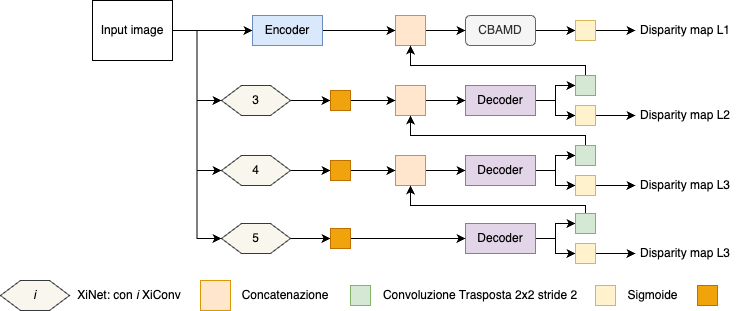 Input image
Encoder
CBAMD
Disparity map L1
3
Decoder
Disparity map L2
4
Decoder
Disparity map L3
5
Decoder
Disparity map L3
i
XiNet: con i XiConv
Concatenazione
Convoluzione Trasposta 2x2 stride 2
Sigmoide